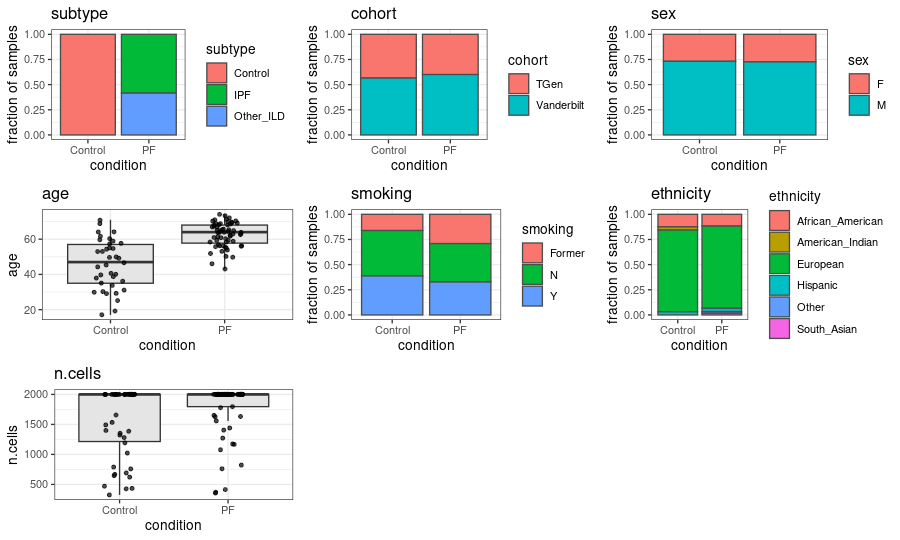 subtype
fraction of samples
1.00
0.75
0.50
0.25
0.00
Control
PF
condition
subtype
Control
IPF
Other_ILD
cohort
fraction of samples
1.00
0.75
0.50
0.25
0.00
Control
PF
condition
cohort
TGen
Vanderbilt
sex
fraction of samples
1.00
0.75
0.50
0.25
0.00
Control
PF
condition
sex
F
M
age
age
60
40
20
Control
PF
condition
smoking
fraction of samples
1.00
0.75
0.50
0.25
0.00
Control
PF
condition
smoking
Former
N
Y
ethnicity
fraction of samples
1.00
0.75
0.50
0.25
0.00
Control
PF
condition
ethnicity
African_American
American_Indian
European
Hispanic
Other
South_Asian
n.cells
n.cells
2000
1500
1000
500
Control
PF
condition